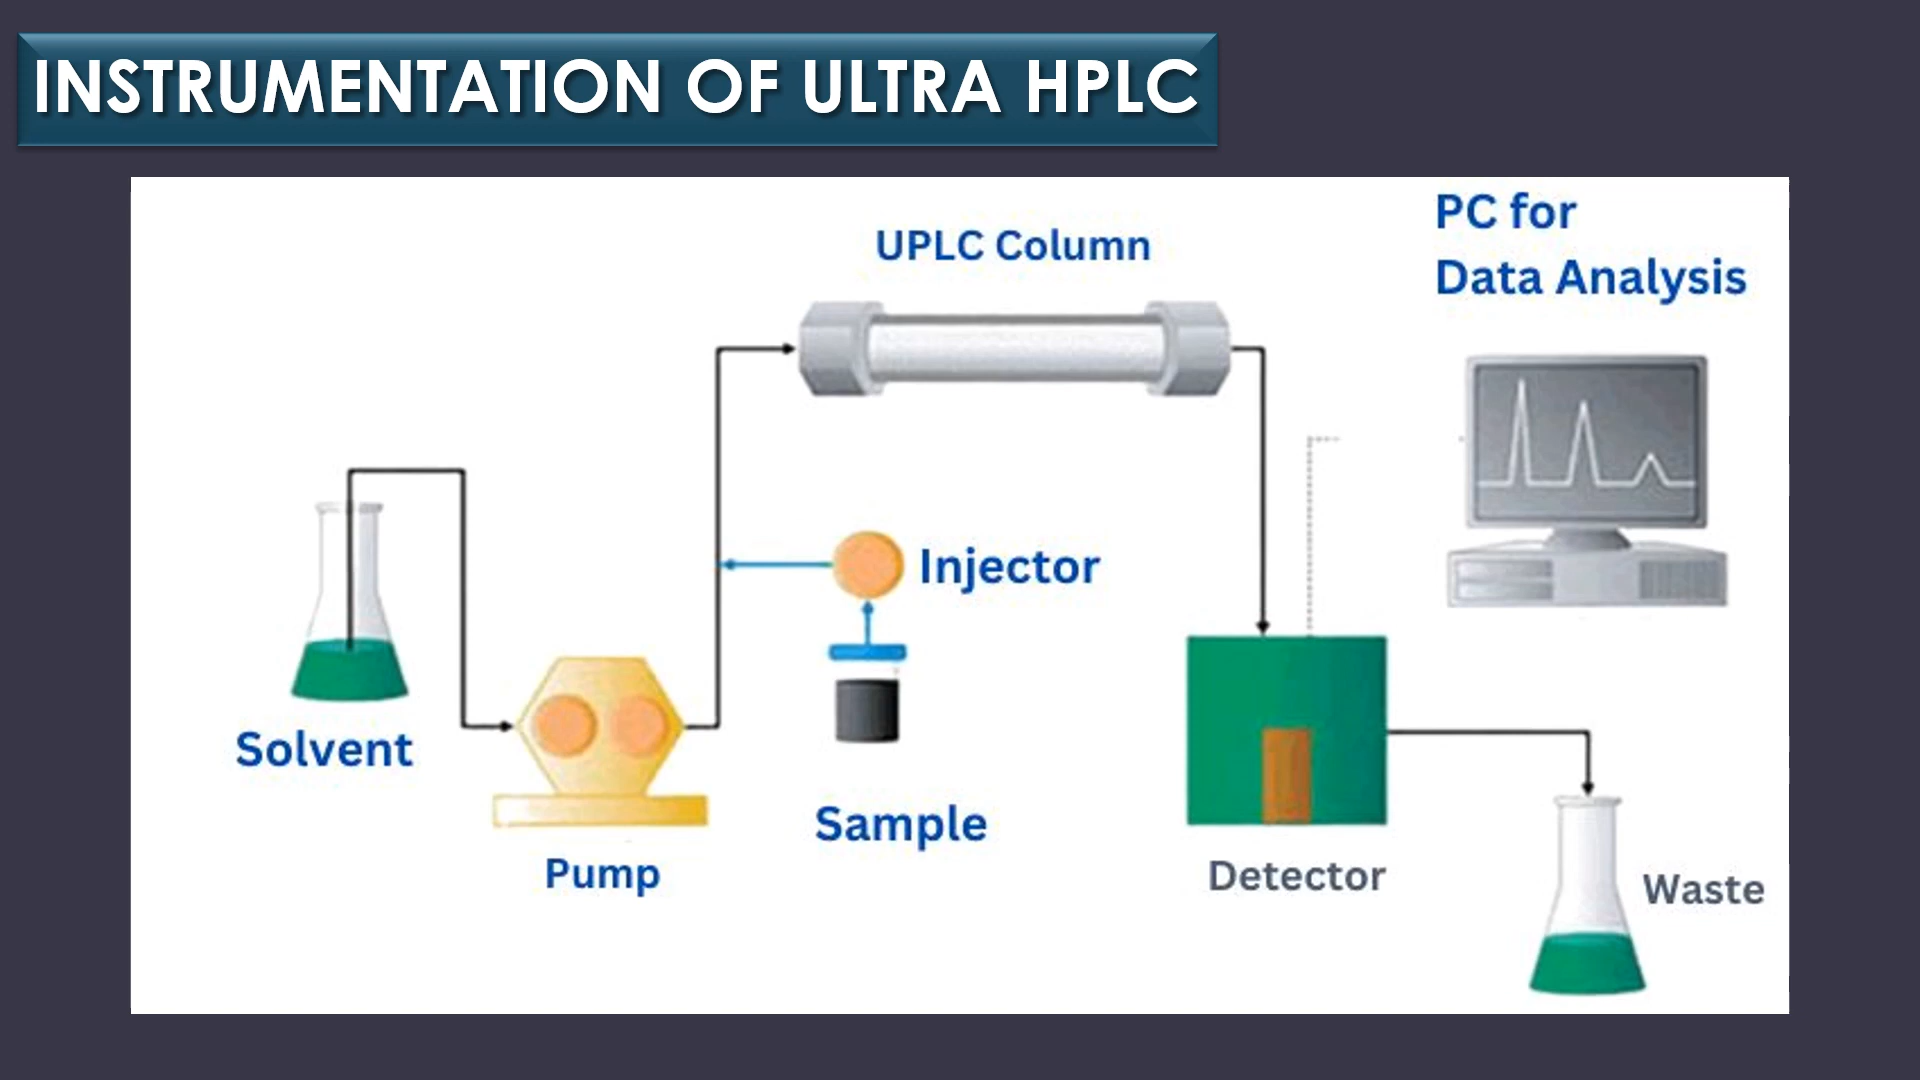 INSTRUMENTATION OF ULTRA HPLC
UPLC Column
PC for
Data Analysis
Injector
Solvent
Sample
Pump
Detector
Waste